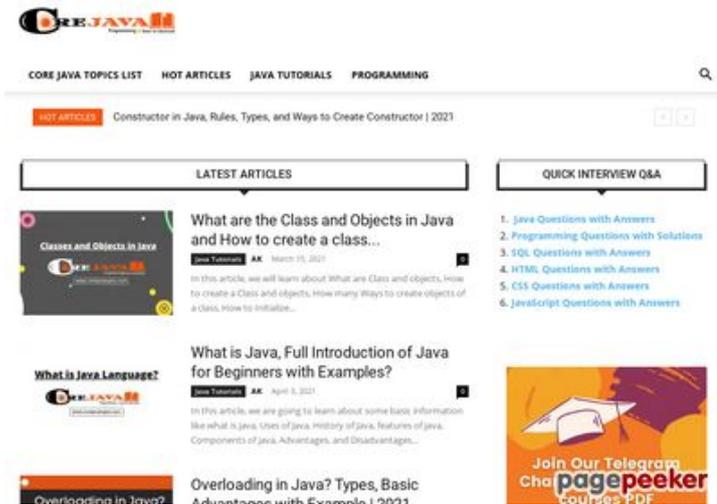 COREJAVA
CORE JAVA TOPICS LIST HOT ARTICLES JAVA TUTORIALS PROGRAMMING
HOT ARTICLES Constructor in Java, Rules, Types, and Ways to Create Constructor | 2021
LATEST ARTICLES
Classes and Objects in Java
What are the Class and Objects in Java
and How to create a class...
Java Tutorials AK March 15, 2021 0
In this article, we will learn about What are Class and objects, How
to create a Class and objects, How many Ways to create objects of
a class, How to Initialize...
What is Java Language?
What is Java, Full Introduction of Java
for Beginners with Examples?
Java Tutorials AK April 3, 2021 0
In this article, we are going to learn about some basic information
like what is Java, Uses of Java, History of Java, features of Java,
Components of Java, Advantages, and Disadvantages...
Overloading in Java?
Overloading in Java? Types, Basic
Advantages with Example | 2021
QUICK INTERVIEW Q&A
1. Java Questions with Answers
2. Programming Questions with Solutions
3. SQL Questions with Answers
4. HTML Questions with Answers
5. CSS Questions with Answers
6. JavaScript Questions with Answers
Join Our Telegram
pagepeeker
courses PDF